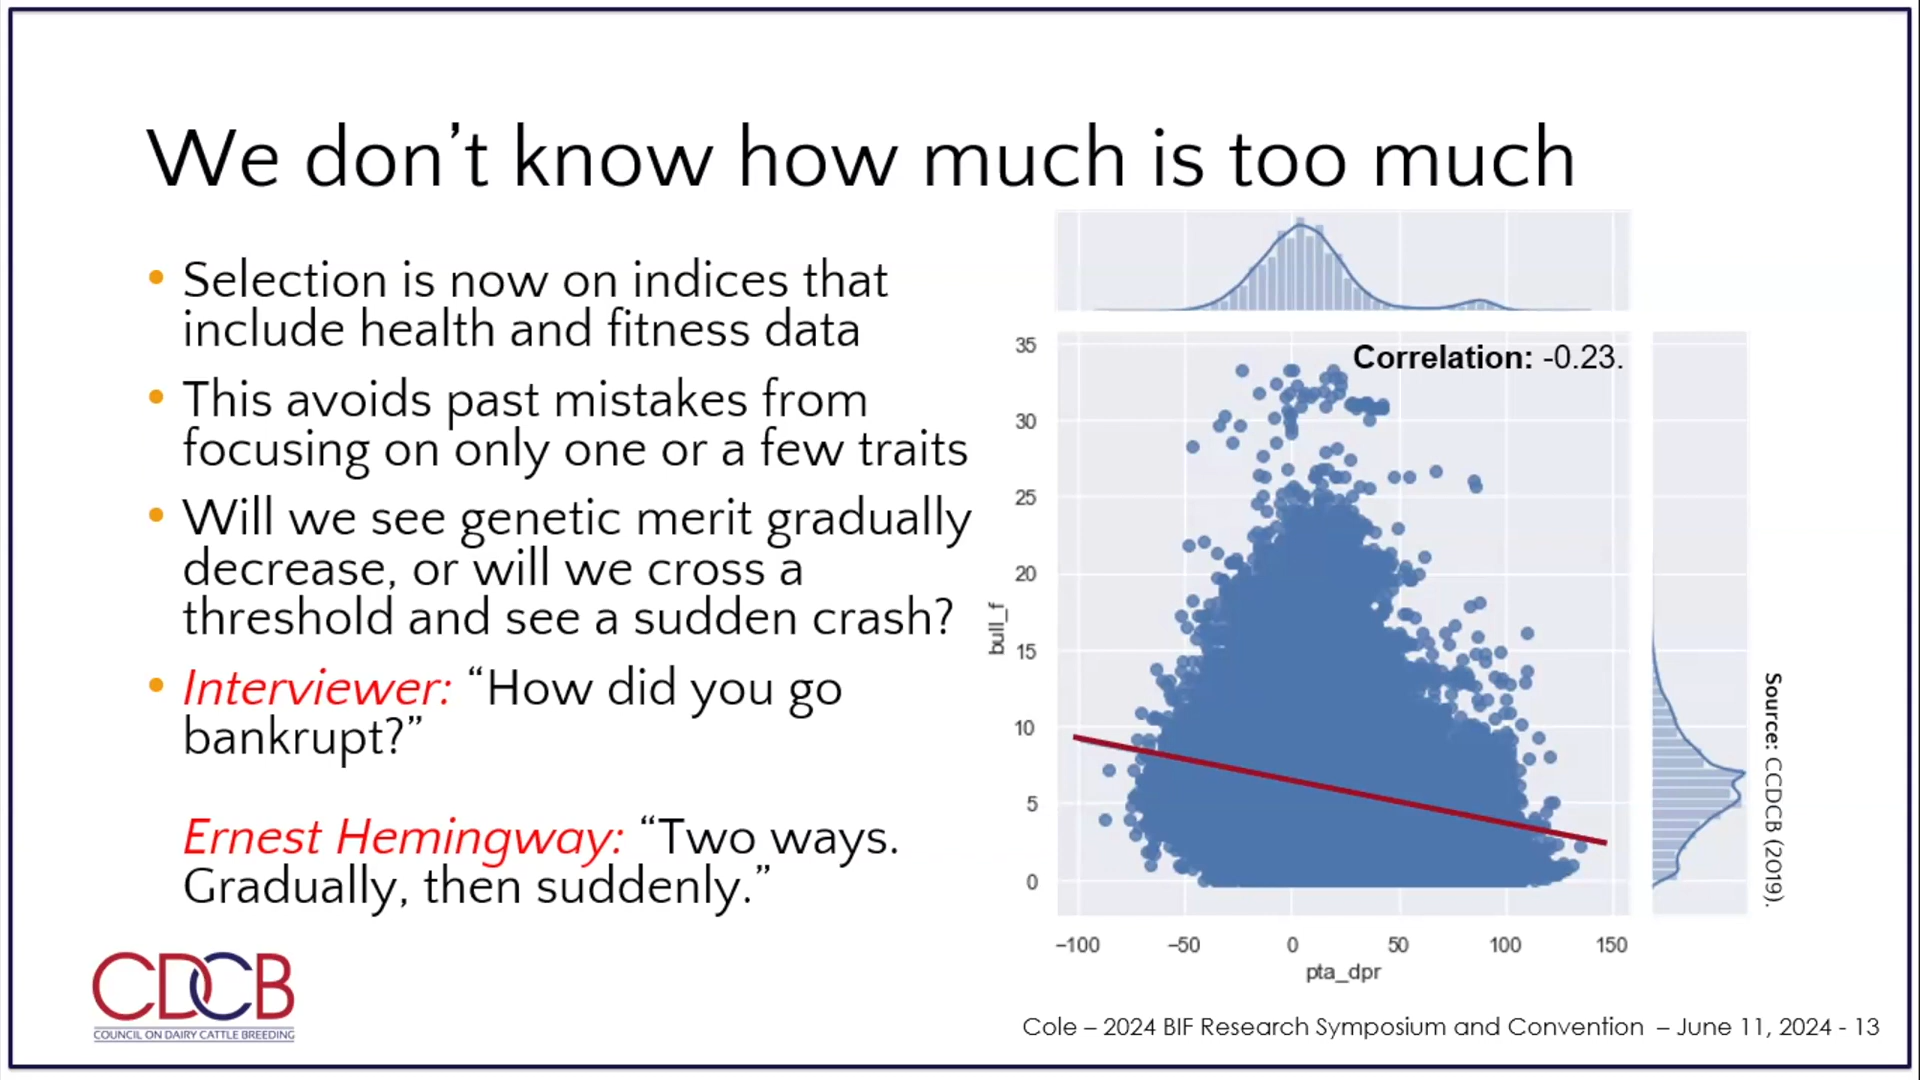 We don’t know how much is too much
• Selection is now on indices that
include health and fitness data
• This avoids past mistakes from
focusing on only one or a few traits
• Will we see genetic merit gradually
decrease, or will we cross a
threshold and see a sudden crash?
• Interviewer: “How did you go
bankrupt?”
Ernest Hemingway: “Two ways.
Gradually, then suddenly.”
Correlation: -0.23.
35
30
25
20
15
10
5
0
bull_f
−100 −50 0 50 100 150
pta_dpr
Source: CCDCB (2019).
CDCB
COUNCIL ON DAIRY CATTLE BREEDING
Cole – 2024 BIF Research Symposium and Convention – June 11, 2024 - 13